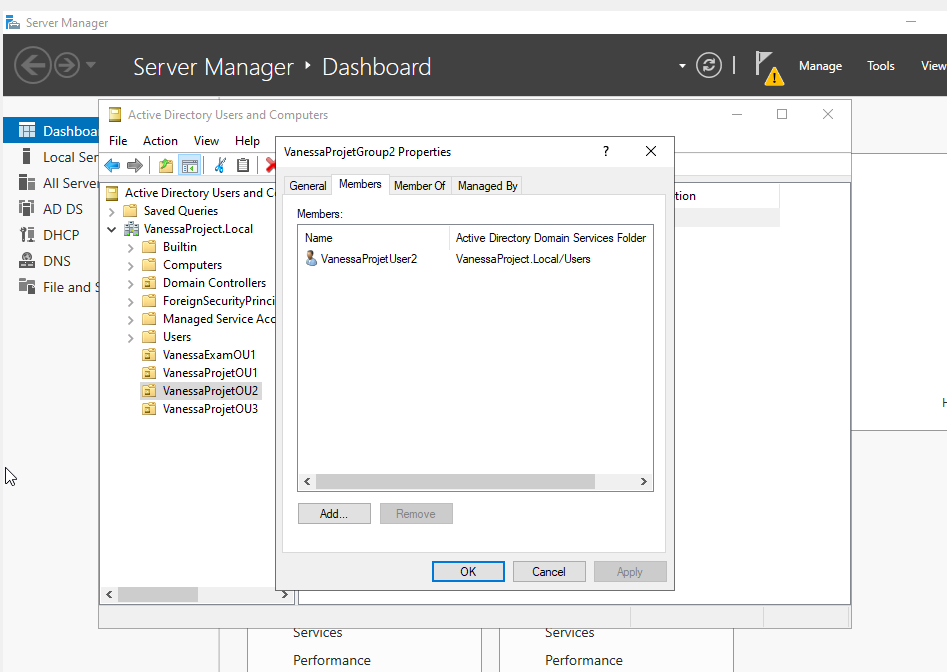 Server Manager
Server Manager ‣ Dashboard
Manage
Tools
View
Dashboa
Local Ser
All Server
AD DS
DHCP
DNS
File and S
Active Directory Users and Computers
File Action View Help
Active Directory Users and C
Saved Queries
VanessaProject.Local
Builtin
Computers
Domain Controllers
ForeignSecurityPrinci
Managed Service Acc
Users
VanessaExamOU1
VanessaProjetOU1
VanessaProjetOU2
VanessaProjetOU3
tion
VanessaProjetGroup2 Properties
?
General Members Member Of Managed By
Members:
Name Active Directory Domain Services Folder
VanessaProjetUser2 VanessaProject.Local/Users
Add... Remove
OK Cancel Apply
H
Services Services
Performance Performance